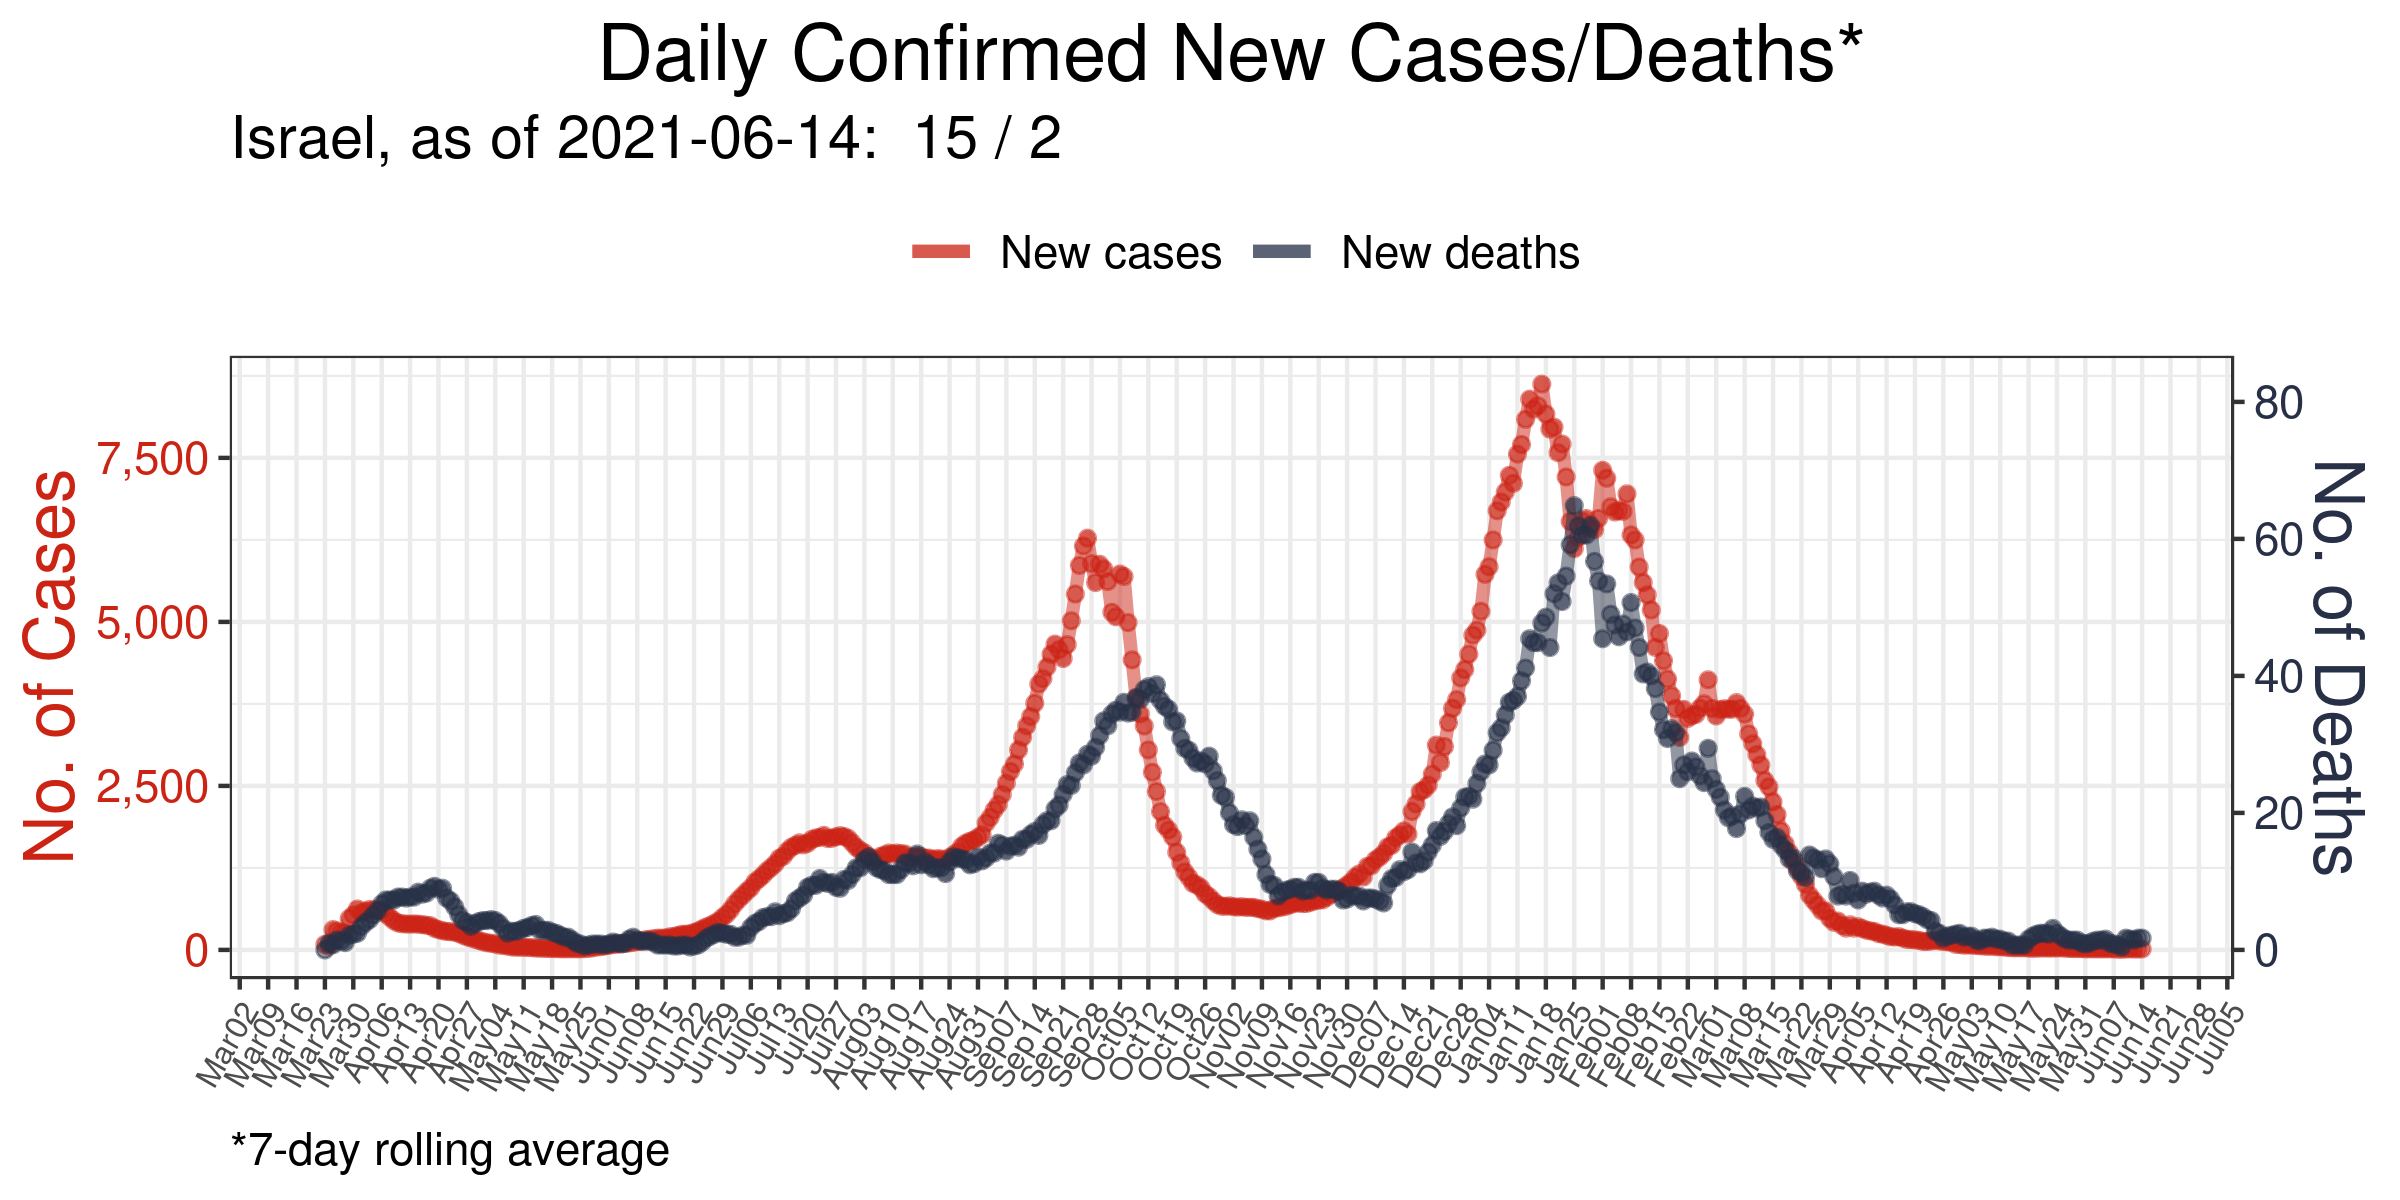 Daily Confirmed New Cases/Deaths*
Israel, as of 2021-06-14:  15 / 2
New cases
New deaths
No. of Cases
7,500
5,000
2,500
0
80
60
40
20
0
No. of Deaths
Mar02
Mar09
Mar16
Mar23
Mar30
Apr06
Apr13
Apr20
Apr27
May04
May11
May18
May25
Jun01
Jun08
Jun15
Jun22
Jun29
Jul06
Jul13
Jul20
Jul27
Aug03
Aug10
Aug17
Aug24
Aug31
Sep07
Sep14
Sep21
Sep28
Oct05
Oct12
Oct19
Oct26
Nov02
Nov09
Nov16
Nov23
Nov30
Dec07
Dec14
Dec21
Dec28
Jan04
Jan11
Jan18
Jan25
Feb01
Feb08
Feb15
Feb22
Mar01
Mar08
Mar15
Mar22
Mar29
Apr05
Apr12
Apr19
Apr26
May03
May10
May17
May24
May31
Jun07
Jun14
Jun21
Jun28
Jul05
*7-day rolling average